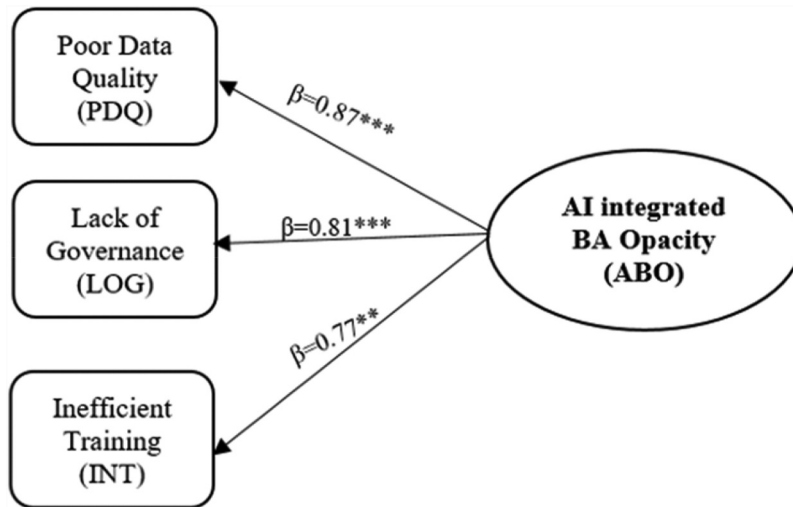 Poor Data
Quality
(PDQ)
β=0.87***
Lack of
Governance
(LOG)
β=0.81***
AI integrated
BA Opacity
(ABO)
β=0.77**
Inefficient
Training
(INT)